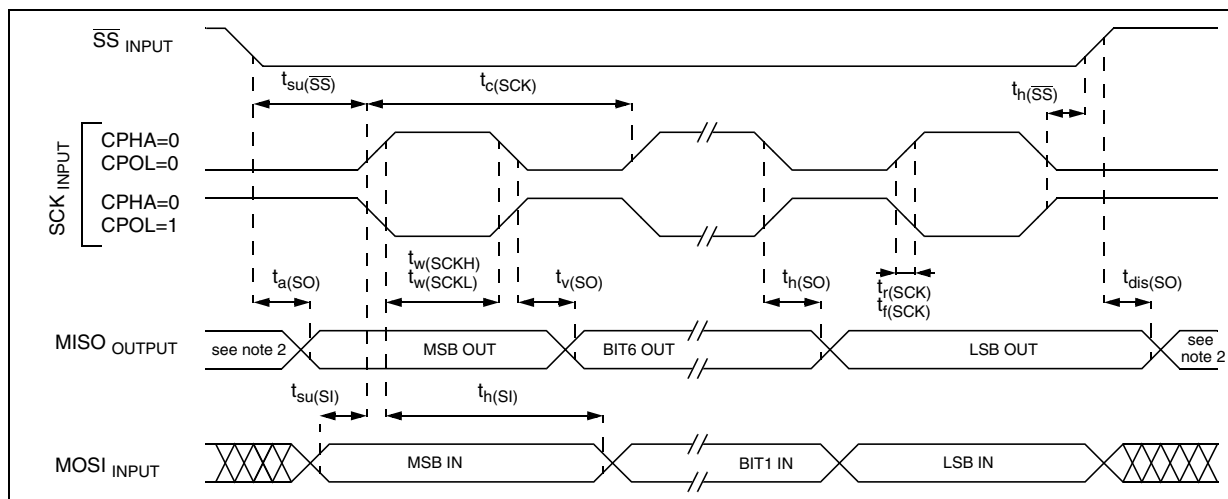 SS INPUT
tsu(SS)
tc(SCK)
th(SS)
SCK INPUT
CPHA=0
CPOL=0
CPHA=0
CPOL=1
ta(SO)
tw(SCKH)
tw(SCKL)
tv(SO)
th(SO)
tr(SCK)
tf(SCK)
tdis(SO)
MISO OUTPUT
see note 2
MSB OUT
BIT6 OUT
LSB OUT
see
note 2
tsu(SI)
th(SI)
MOSI INPUT
MSB IN
BIT1 IN
LSB IN